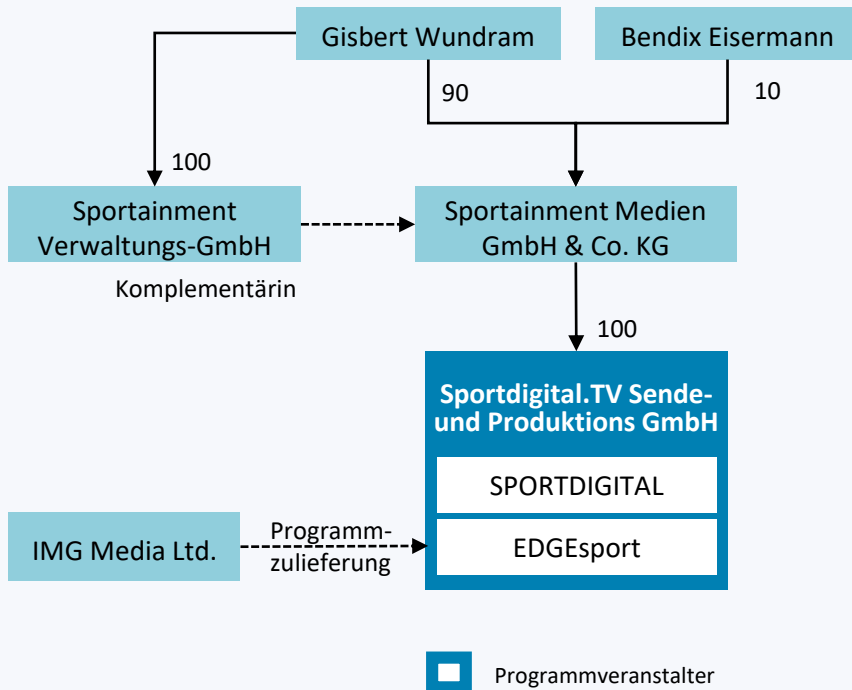 Gisbert Wundram
Bendix Eisermann
90
10
100
Sportainment
Verwaltungs-GmbH
Sportainment Medien
GmbH & Co. KG
Komplementärin
100
Sportdigital.TV Sende-
und Produktions GmbH
SPORTDIGITAL
EDGEsport
IMG Media Ltd.
Programm-
zulieferung
Programmveranstalter